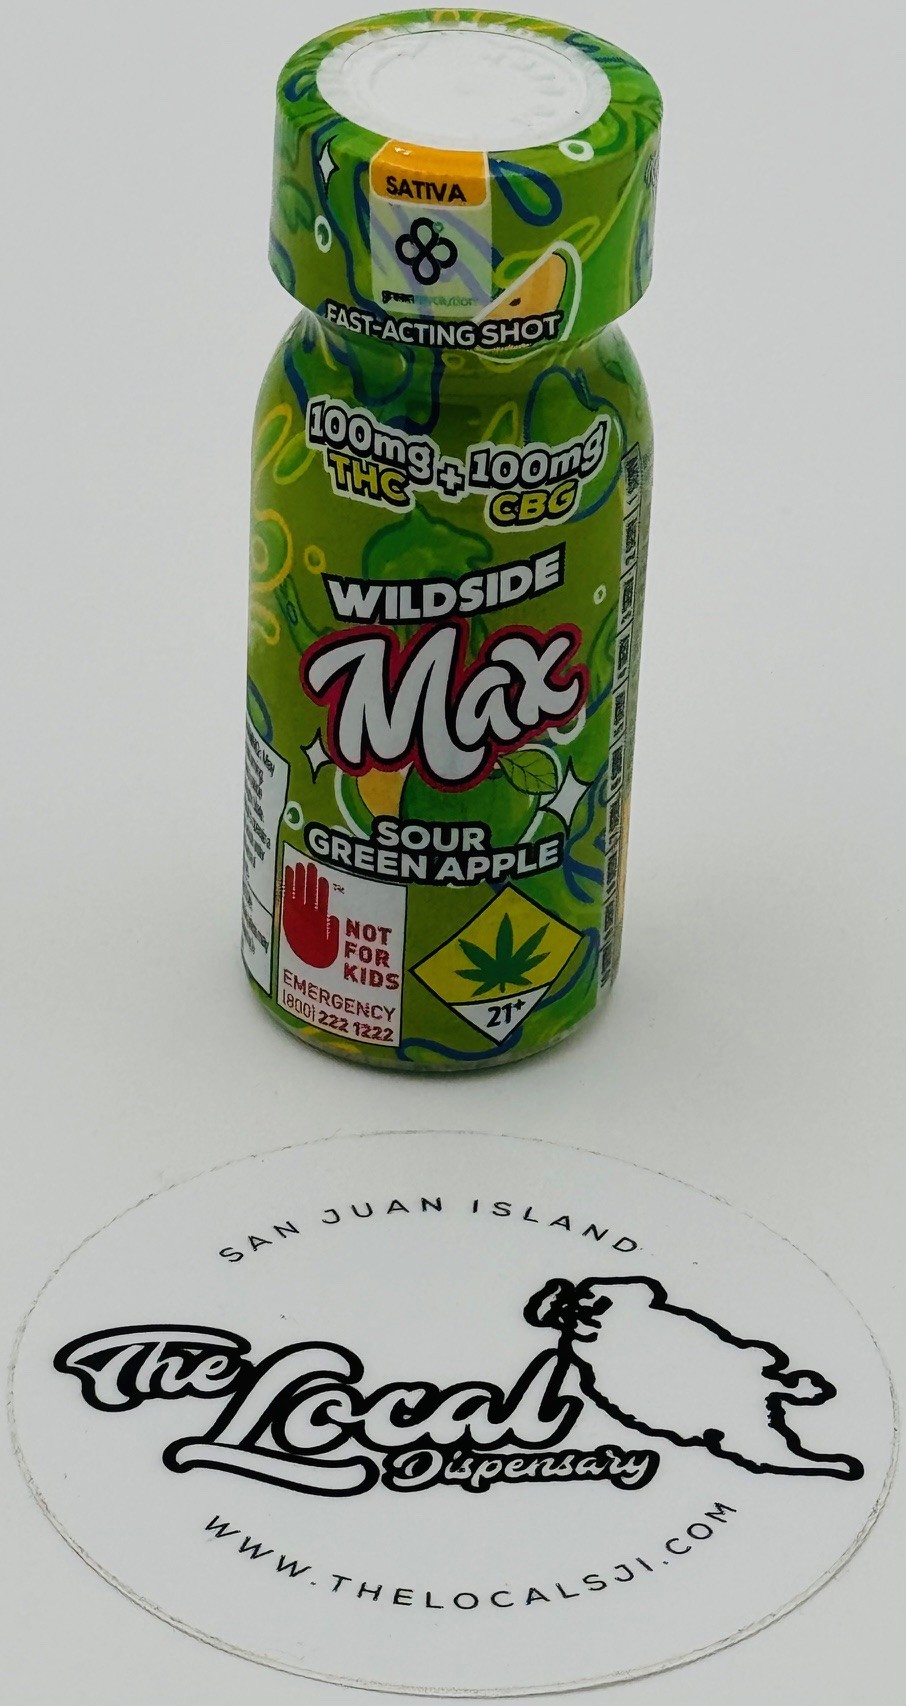 SATIVA
FAST-ACTING SHOT
100mg + 100mg
THC CBG
WILDSIDE
Max
SOUR
GREEN APPLE
NOT
FOR
KIDS
EMERGENCY
(800) 222 1222
21+
SAN JUAN ISLAND
The Local
Dispensary
WWW.THELOCALSJI.COM